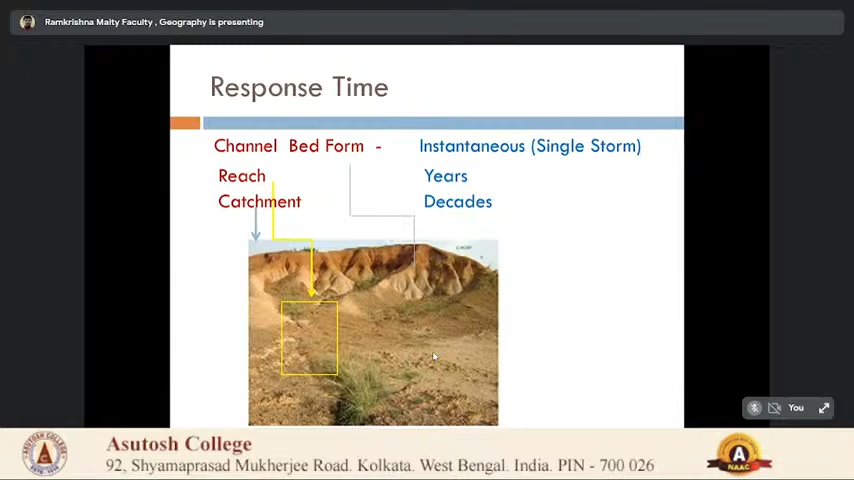 Ramkrishna Maity Faculty , Geography is presenting
Response Time
Channel Bed Form - Instantaneous (Single Storm)
Reach Years
Catchment Decades
You
Asutosh College
92, Shyamaprasad Mukherjee Road. Kolkata. West Bengal. India. PIN - 700 026
A
NAAC